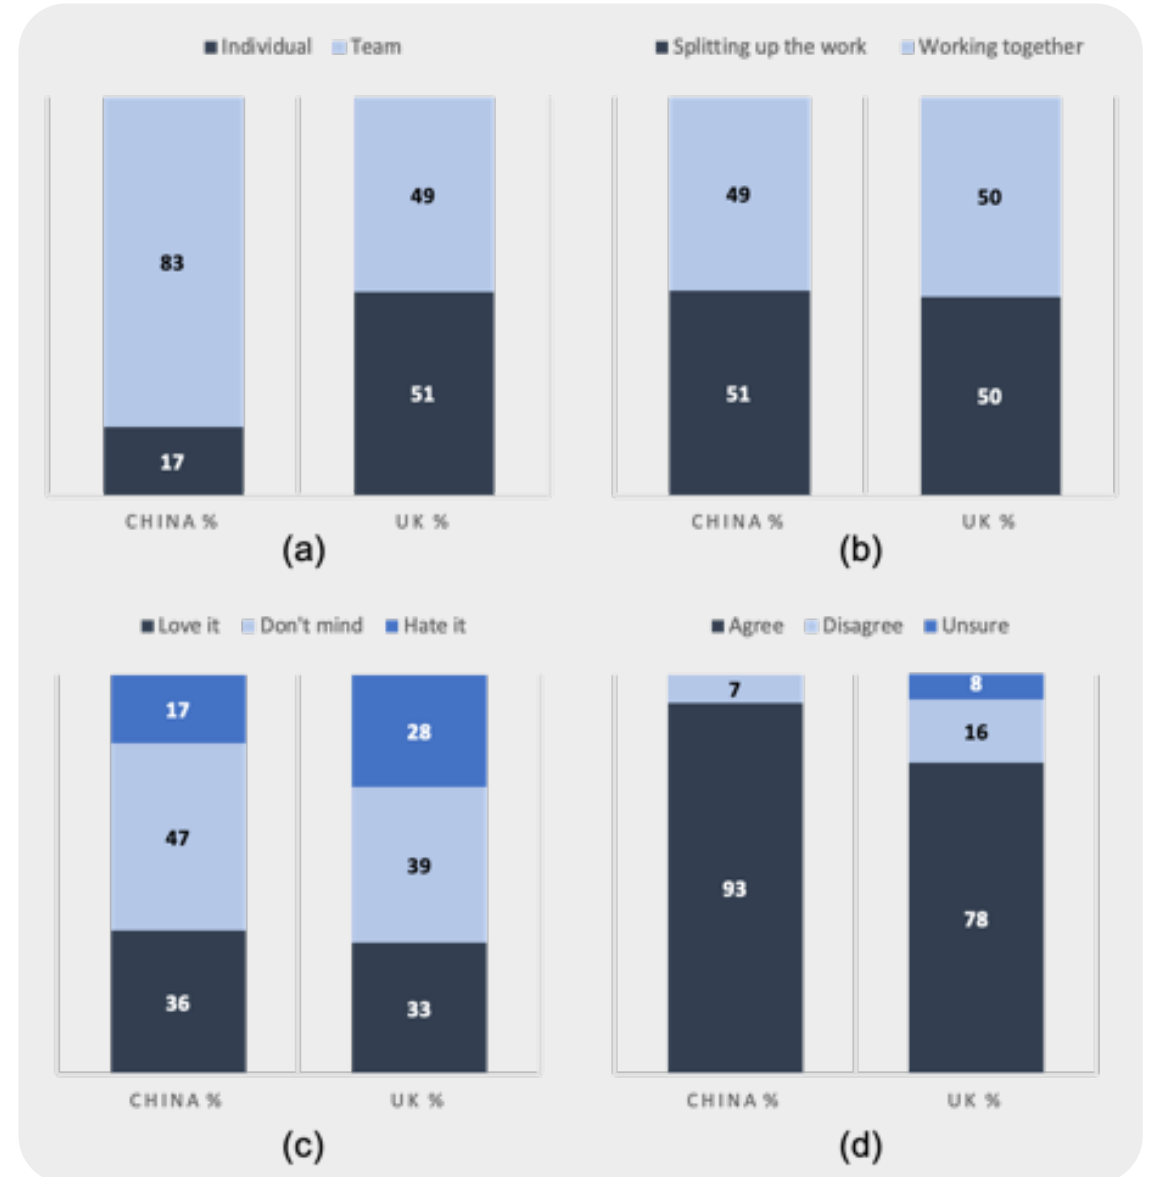 Individual Team
Splitting up the work Working together
83
17
49
51
49
51
50
50
CHINA % UK %
CHINA % UK %
(a)
(b)
Love it Don't mind Hate it
Agree Disagree Unsure
17
47
36
28
39
33
7
93
8
16
78
CHINA % UK %
CHINA % UK %
(c)
(d)